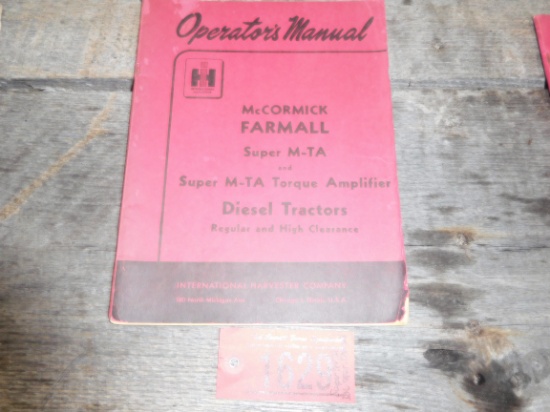 Operator's Manual
IH
McCORMICK
FARMALL
Super M-TA
and
Super M-TA Torque Amplifier
Diesel Tractors
Regular and High Clearance
INTERNATIONAL HARVESTER COMPANY
1629